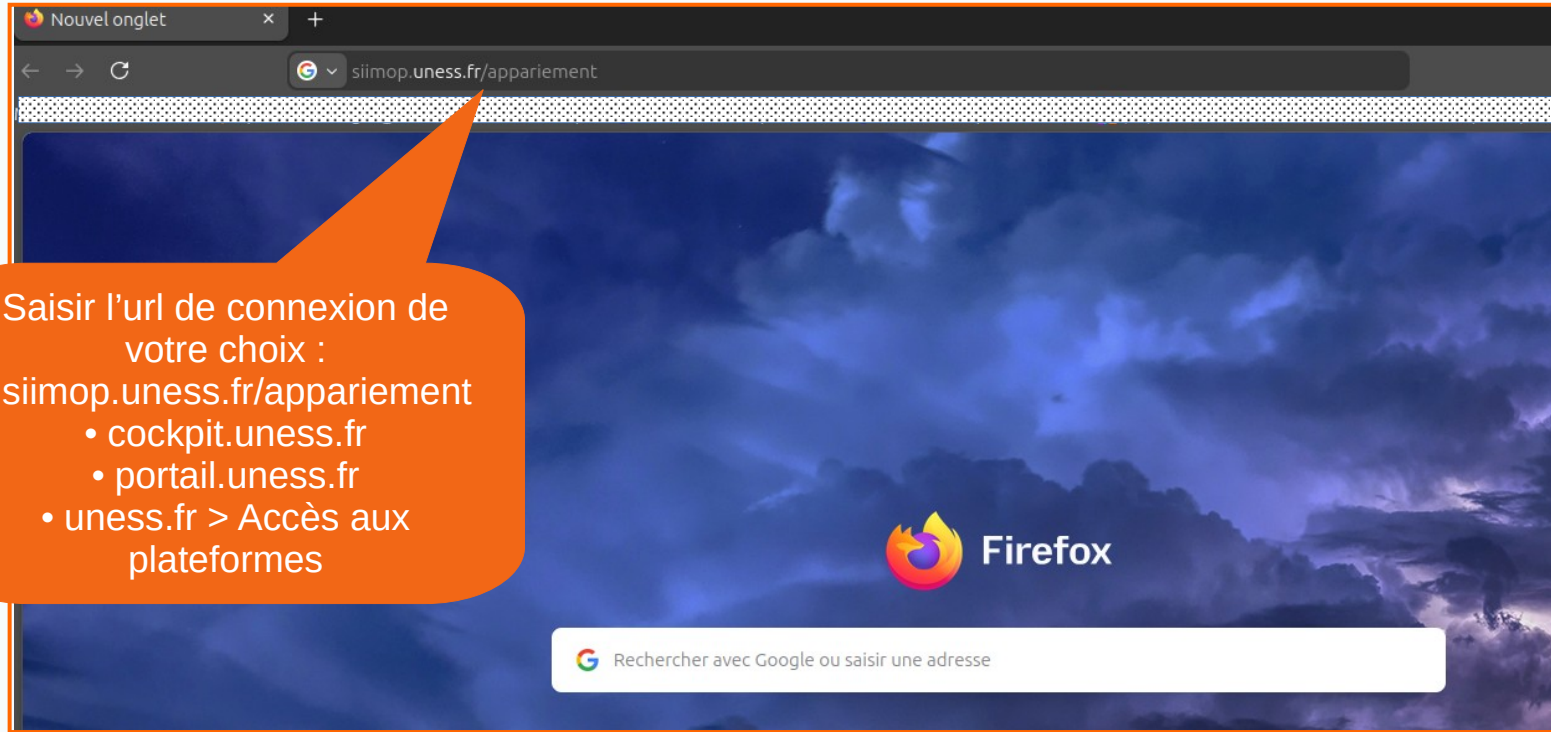 Nouvel onglet
siimop.uness.fr/appariement
Saisir l’url de connexion de
votre choix :
siimop.uness.fr/appariement
• cockpit.uness.fr
• portail.uness.fr
• uness.fr > Accès aux
plateformes
Firefox
Rechercher avec Google ou saisir une adresse